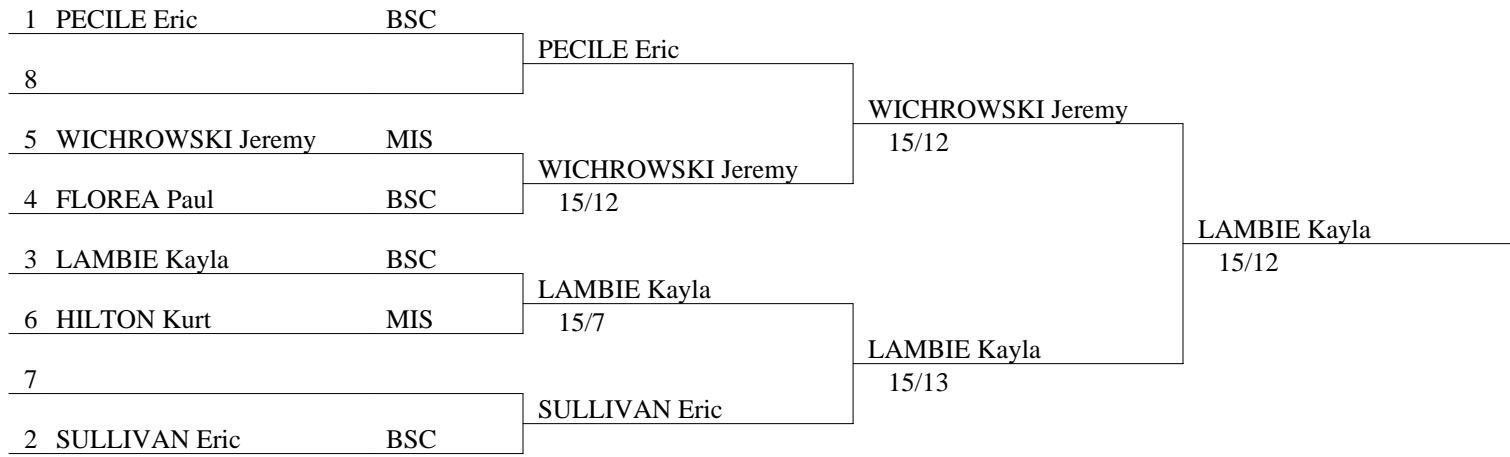 1 PECILE Eric BSC
8
5 WICHROWSKI Jeremy MIS
4 FLOREA Paul BSC
3 LAMBIE Kayla BSC
6 HILTON Kurt MIS
7
2 SULLIVAN Eric BSC
PECILE Eric
WICHROWSKI Jeremy
15/12
LAMBIE Kayla
15/7
SULLIVAN Eric
WICHROWSKI Jeremy
15/12
LAMBIE Kayla
15/13
LAMBIE Kayla
15/12